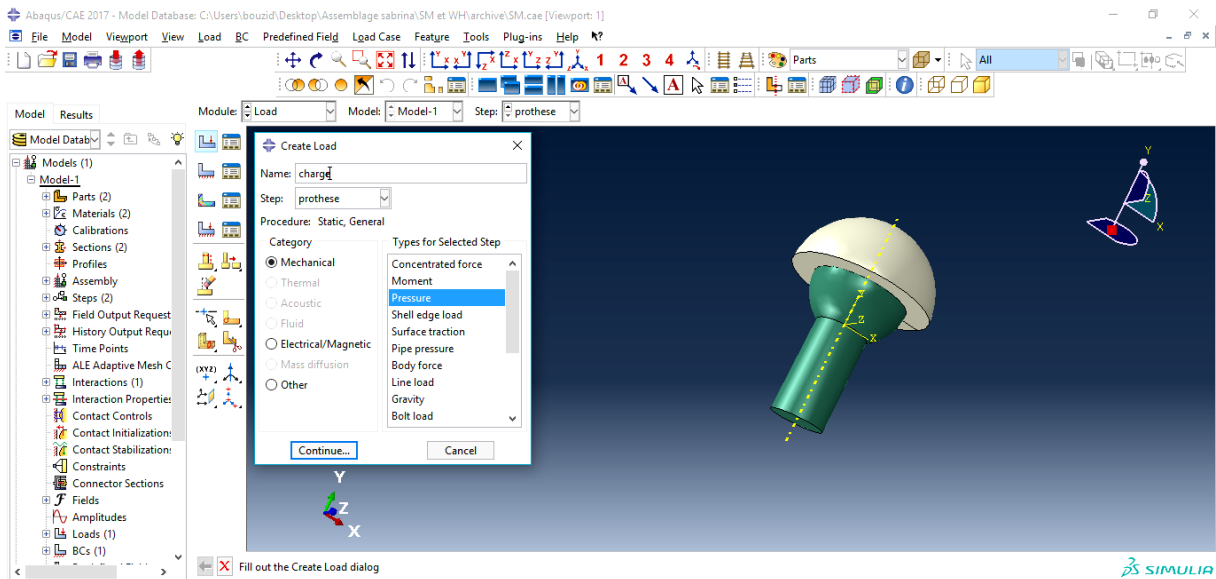 Abaqus/CAE 2017 - Model Database: C:\Users\bouzid\Desktop\Assemblage sabrina\SM et WH\archive\SM.cae [Viewport: 1]
File Model Viewport View Load BC Predefined Field Load Case Feature Tools Plug-ins Help
1 2 3 4 Parts All
Model Results
Module: Load Model: Model-1 Step: prothese
Model Datab
Models (1)
Model-1
Parts (2)
Materials (2)
Calibrations
Sections (2)
Profiles
Assembly
Steps (2)
Field Output Request
History Output Reque
Time Points
ALE Adaptive Mesh C
Interactions (1)
Interaction Properties
Contact Controls
Contact Initializations
Contact Stabilizations
Constraints
Connector Sections
Fields
Amplitudes
Loads (1)
BCs (1)
(XYZ)
Create Load
Name: charge
Step: prothese
Procedure: Static, General
Category
Mechanical
Thermal
Acoustic
Fluid
Electrical/Magnetic
Mass diffusion
Other
Types for Selected Step
Concentrated force
Moment
Pressure
Shell edge load
Surface traction
Pipe pressure
Body force
Line load
Gravity
Bolt load
Continue... Cancel
Y
Z
X
Y
Z
X
Z
X
Fill out the Create Load dialog
SIMULIA